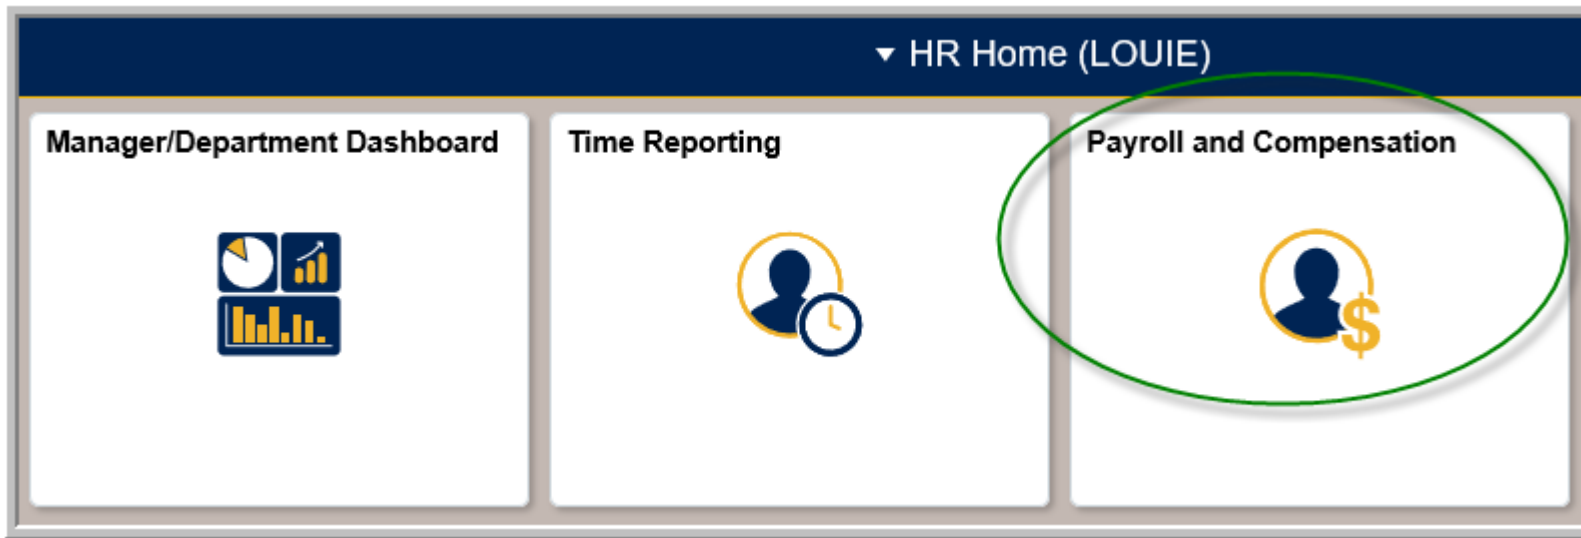 HR Home (LOUIE)
Manager/Department Dashboard
Time Reporting
Payroll and Compensation
$